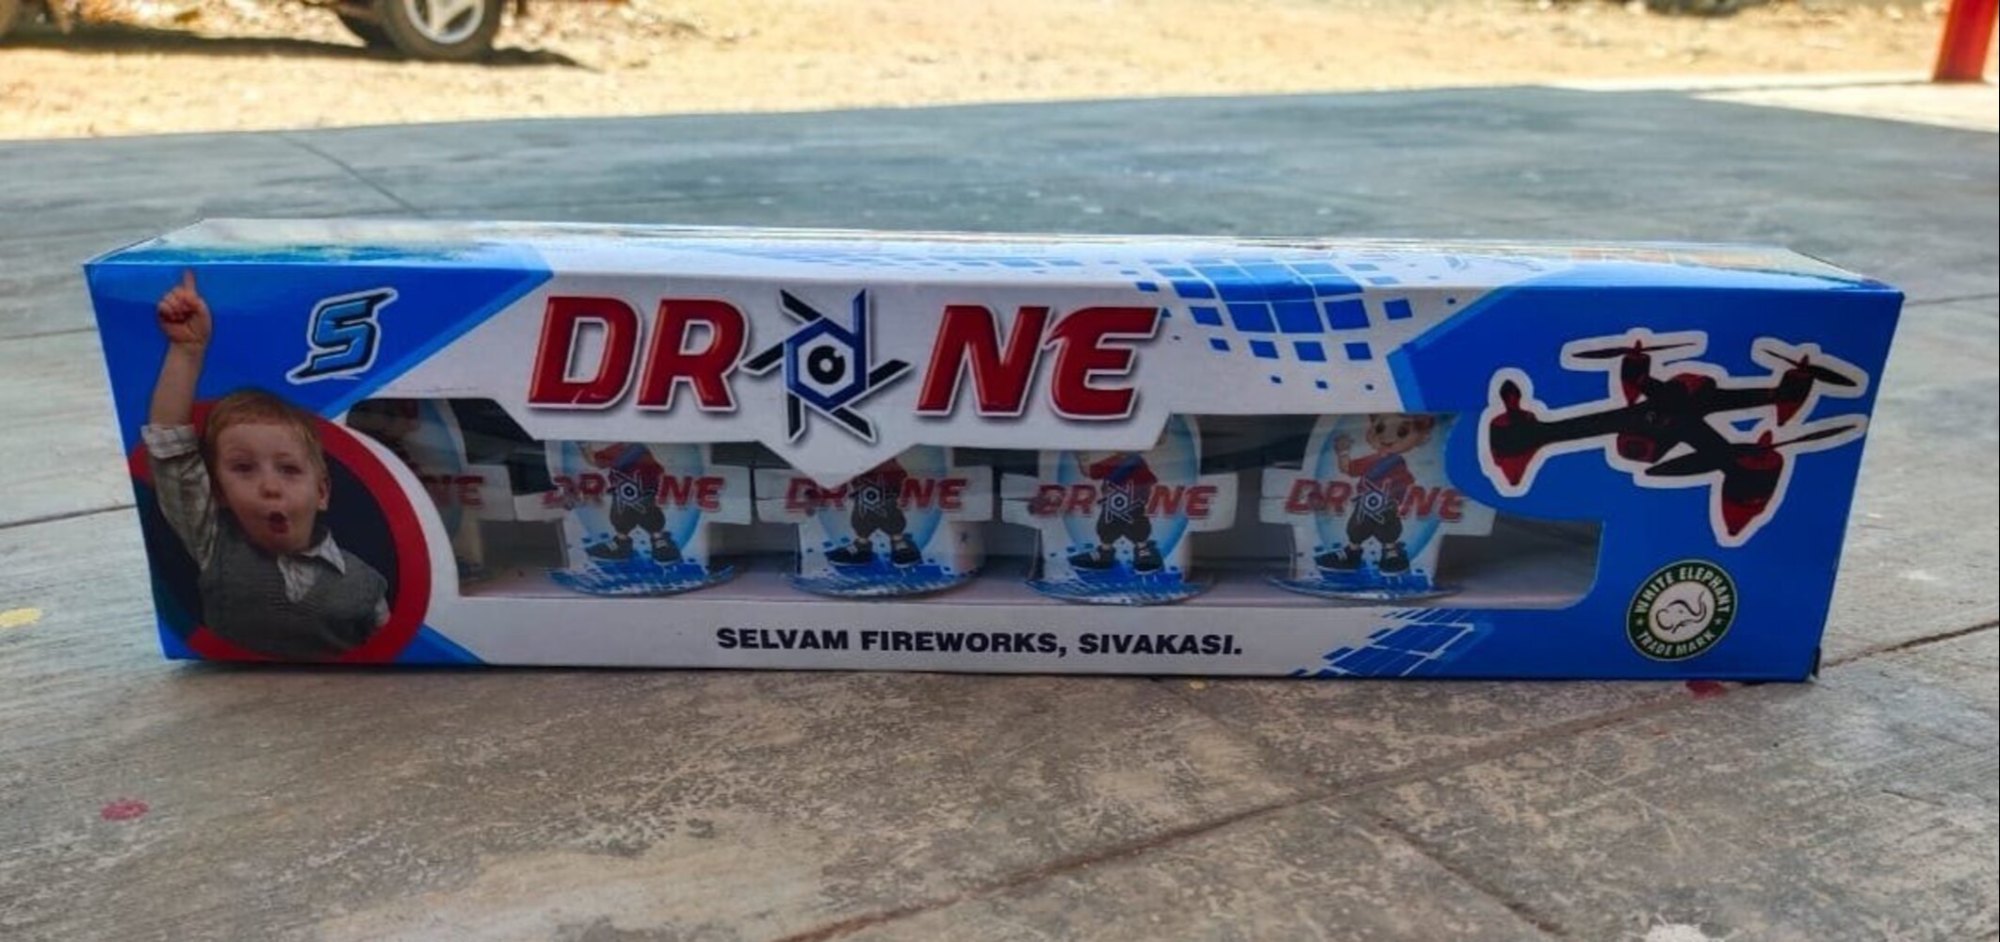 S
DRONE
DRONE
DRONE
DRONE
DRONE
SELVAM FIREWORKS, SIVAKASI.
WHITE ELEPHANT
TRADE MARK